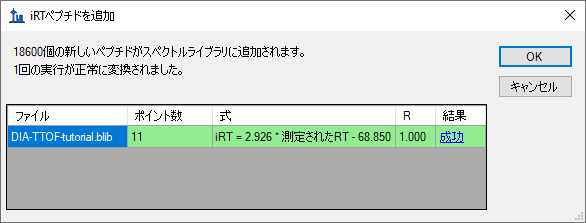 iRTペプチドを追加
18600個の新しいペプチドがスペクトルライブラリに追加されます。
1回の実行が正常に変換されました。
OK
キャンセル
ファイル ポイント数 式 R 結果
DIA-TTOF-tutorial.blib 11 iRT = 2.926 * 測定されたRT - 68.850 1.000 成功